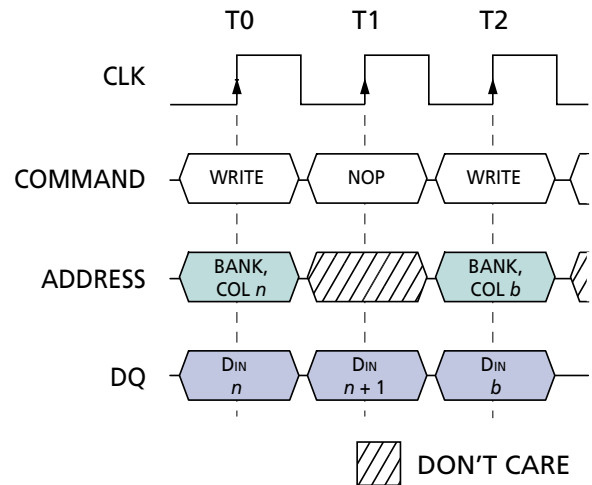 T0 T1 T2
CLK
COMMAND WRITE NOP WRITE
ADDRESS BANK, COL n BANK, COL b
DQ DIN n DIN n + 1 DIN b
DON'T CARE